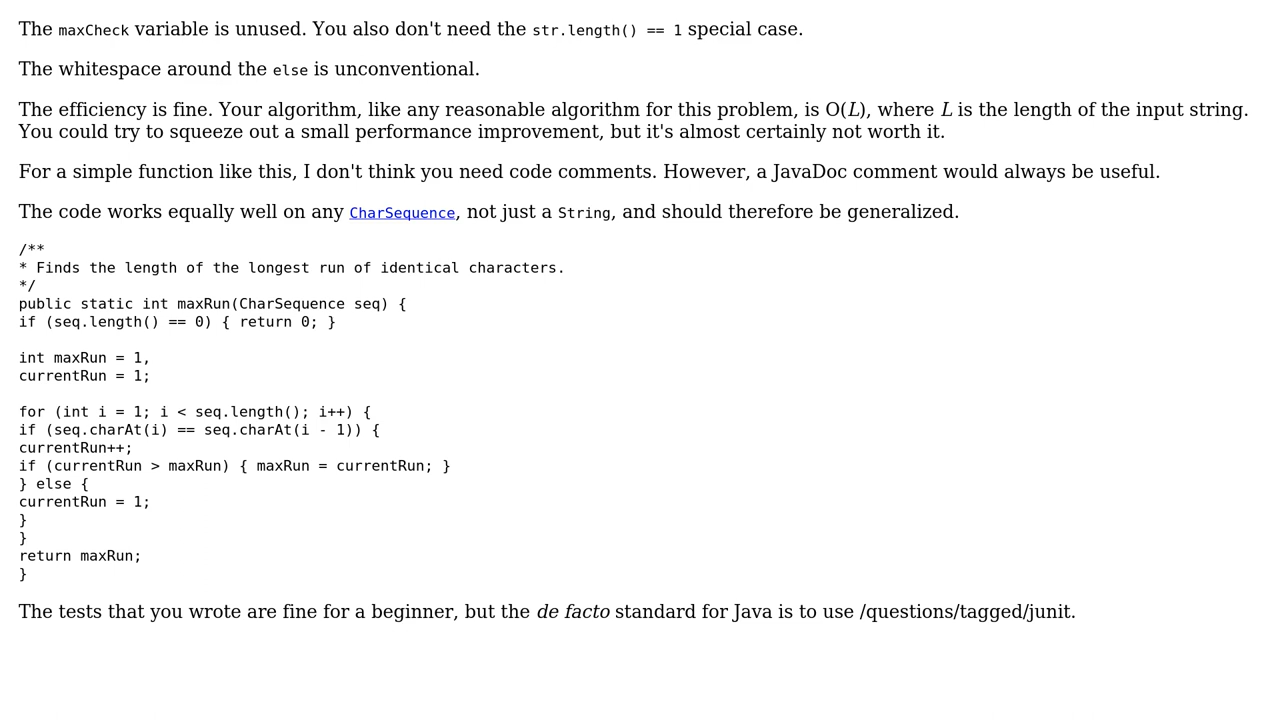 The maxCheck variable is unused. You also don't need the str.length() == 1 special case.
The whitespace around the else is unconventional.
The efficiency is fine. Your algorithm, like any reasonable algorithm for this problem, is O(L), where L is the length of the input string.
You could try to squeeze out a small performance improvement, but it's almost certainly not worth it.
For a simple function like this, I don't think you need code comments. However, a JavaDoc comment would always be useful.
The code works equally well on any CharSequence, not just a String, and should therefore be generalized.
/**
* Finds the length of the longest run of identical characters.
*/
public static int maxRun(CharSequence seq) {
if (seq.length() == 0) { return 0; }
int maxRun = 1,
currentRun = 1;
for (int i = 1; i < seq.length(); i++) {
if (seq.charAt(i) == seq.charAt(i - 1)) {
currentRun++;
if (currentRun > maxRun) { maxRun = currentRun; }
} else {
currentRun = 1;
}
}
return maxRun;
}
The tests that you wrote are fine for a beginner, but the de facto standard for Java is to use /questions/tagged/junit.